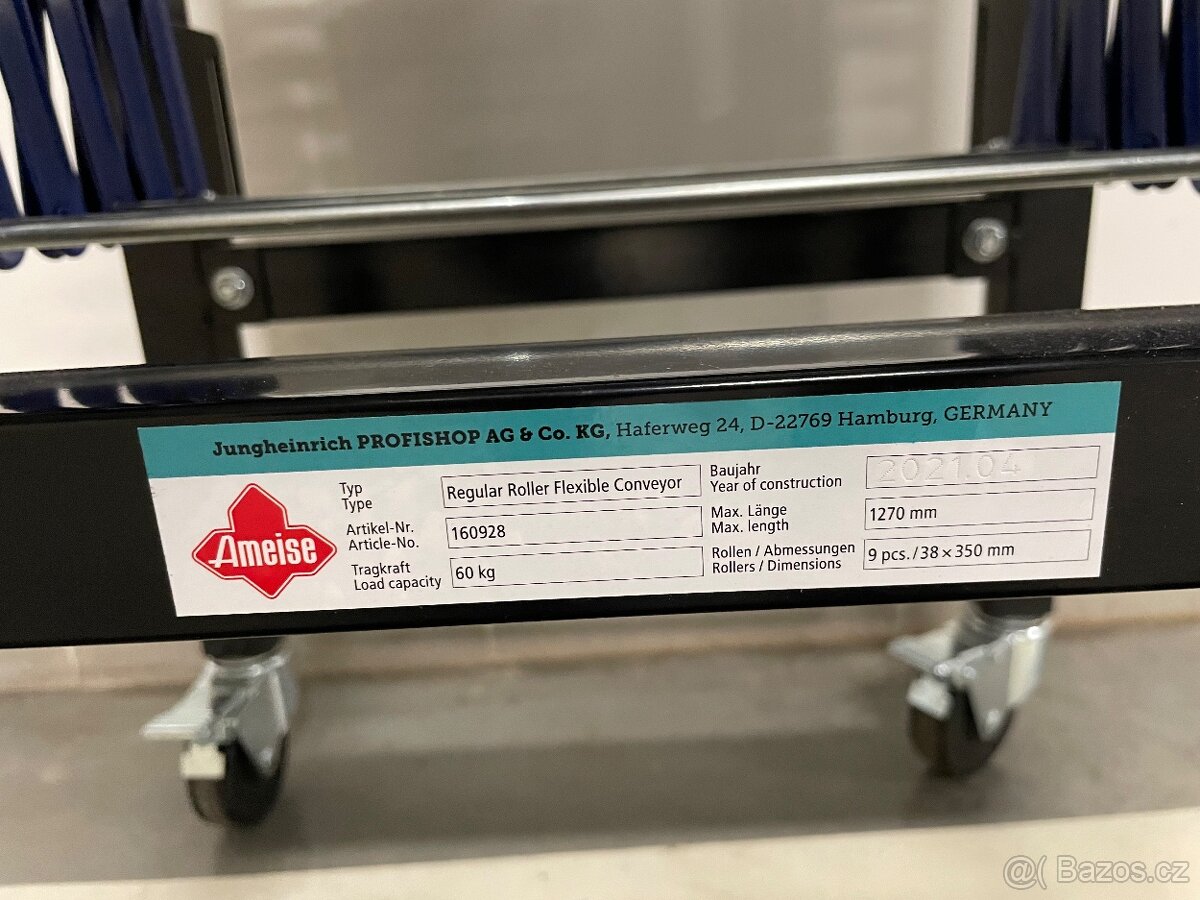 Jungheinrich PROFISHOP AG & Co. KG, Haferweg 24, D-22769 Hamburg, GERMANY
Ameise
Typ
Type
Regular Roller Flexible Conveyor
Artikel-Nr.
Article-No.
160928
Tragkraft
Load capacity
60 kg
Baujahr
Year of construction
2021.04
Max. Länge
Max. length
1270 mm
Rollen / Abmessungen
Rollers / Dimensions
9 pcs./38 × 350 mm
@( Bazos.cz